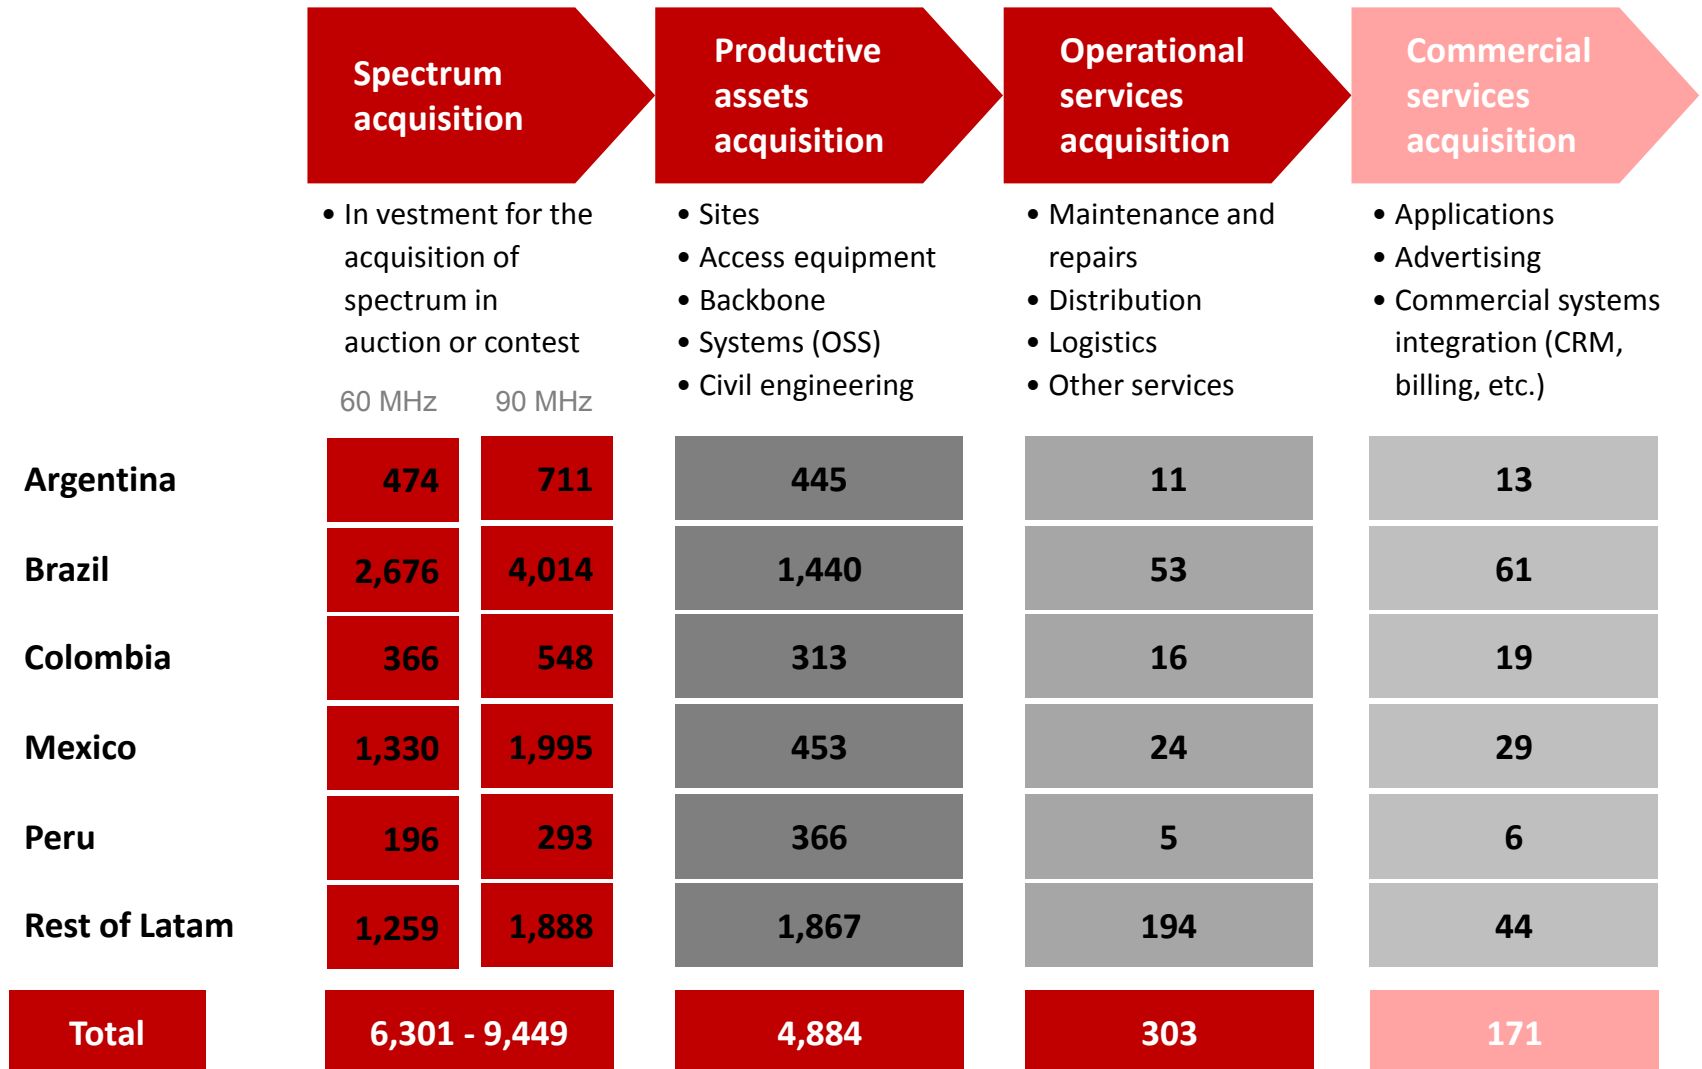 Spectrum
acquisition
Productive
assets
acquisition
Operational
services
acquisition
Commercial
services
acquisition
• In vestment for the
acquisition of
spectrum in
auction or contest
60 MHz 90 MHz
• Sites
• Access equipment
• Backbone
• Systems (OSS)
• Civil engineering
• Maintenance and
repairs
• Distribution
• Logistics
• Other services
• Applications
• Advertising
• Commercial systems
integration (CRM,
billing, etc.)
Argentina 474 711 445 11 13
Brazil 2,676 4,014 1,440 53 61
Colombia 366 548 313 16 19
Mexico 1,330 1,995 453 24 29
Peru 196 293 366 5 6
Rest of Latam 1,259 1,888 1,867 194 44
Total 6,301 - 9,449 4,884 303 171